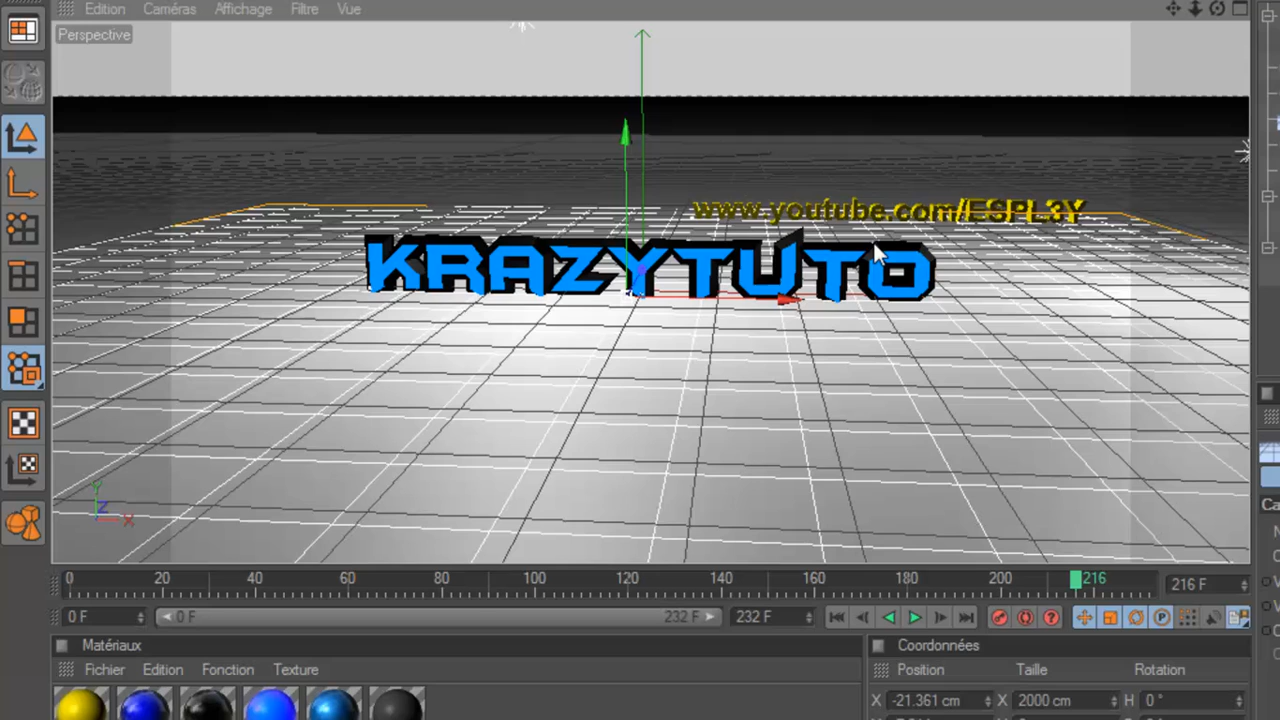 Edition Caméras Affichage Filtre Vue
Perspective
www.youtube.com/ESPL3Y
KRAZYTUTO
Y
Z
X
0 20 40 60 80 100 120 140 160 180 200 216
216 F
0 F
0 F
232 F
232 F
Matériaux
Coordonnées
Fichier Edition Fonction Texture
Position Taille Rotation
X -21.361 cm X 2000 cm H 0 °